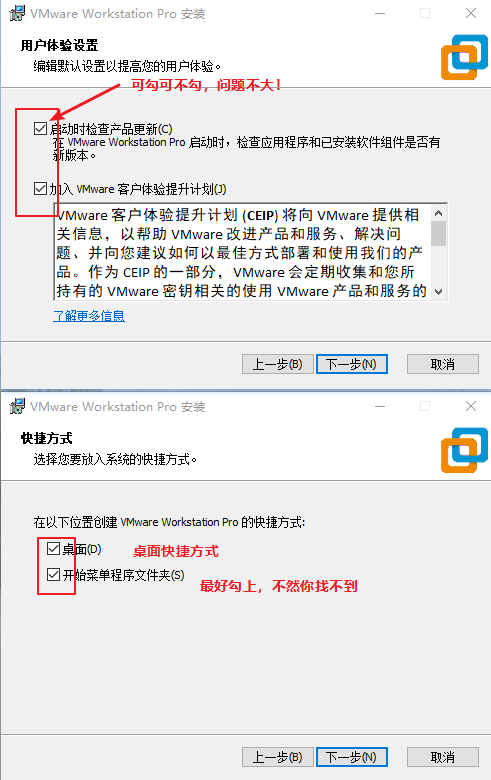 VMware Workstation Pro 安装
用户体验设置
编辑默认设置以提高您的用户体验。
可勾可不勾，问题不大！
启动时检查产品更新(C)
在 VMware Workstation Pro 启动时，检查应用程序和已安装软件组件是否有
新版本。
加入 VMware 客户体验提升计划(J)
VMware 客户体验提升计划 (CEIP) 将向 VMware 提供相
关信息，以帮助 VMware 改进产品和服务、解决问
题、并向您建议如何以最佳方式部署和使用我们的产
品。作为 CEIP 的一部分，VMware 会定期收集和您所
持有的 VMware 密钥相关的使用 VMware 产品和服务的
了解更多信息
上一步(B) 下一步(N) 取消
VMware Workstation Pro 安装
快捷方式
选择您要放入系统的快捷方式。
在以下位置创建 VMware Workstation Pro 的快捷方式:
桌面(D) 桌面快捷方式
开始菜单程序文件夹(S)
最好勾上，不然你找不到
上一步(B) 下一步(N) 取消